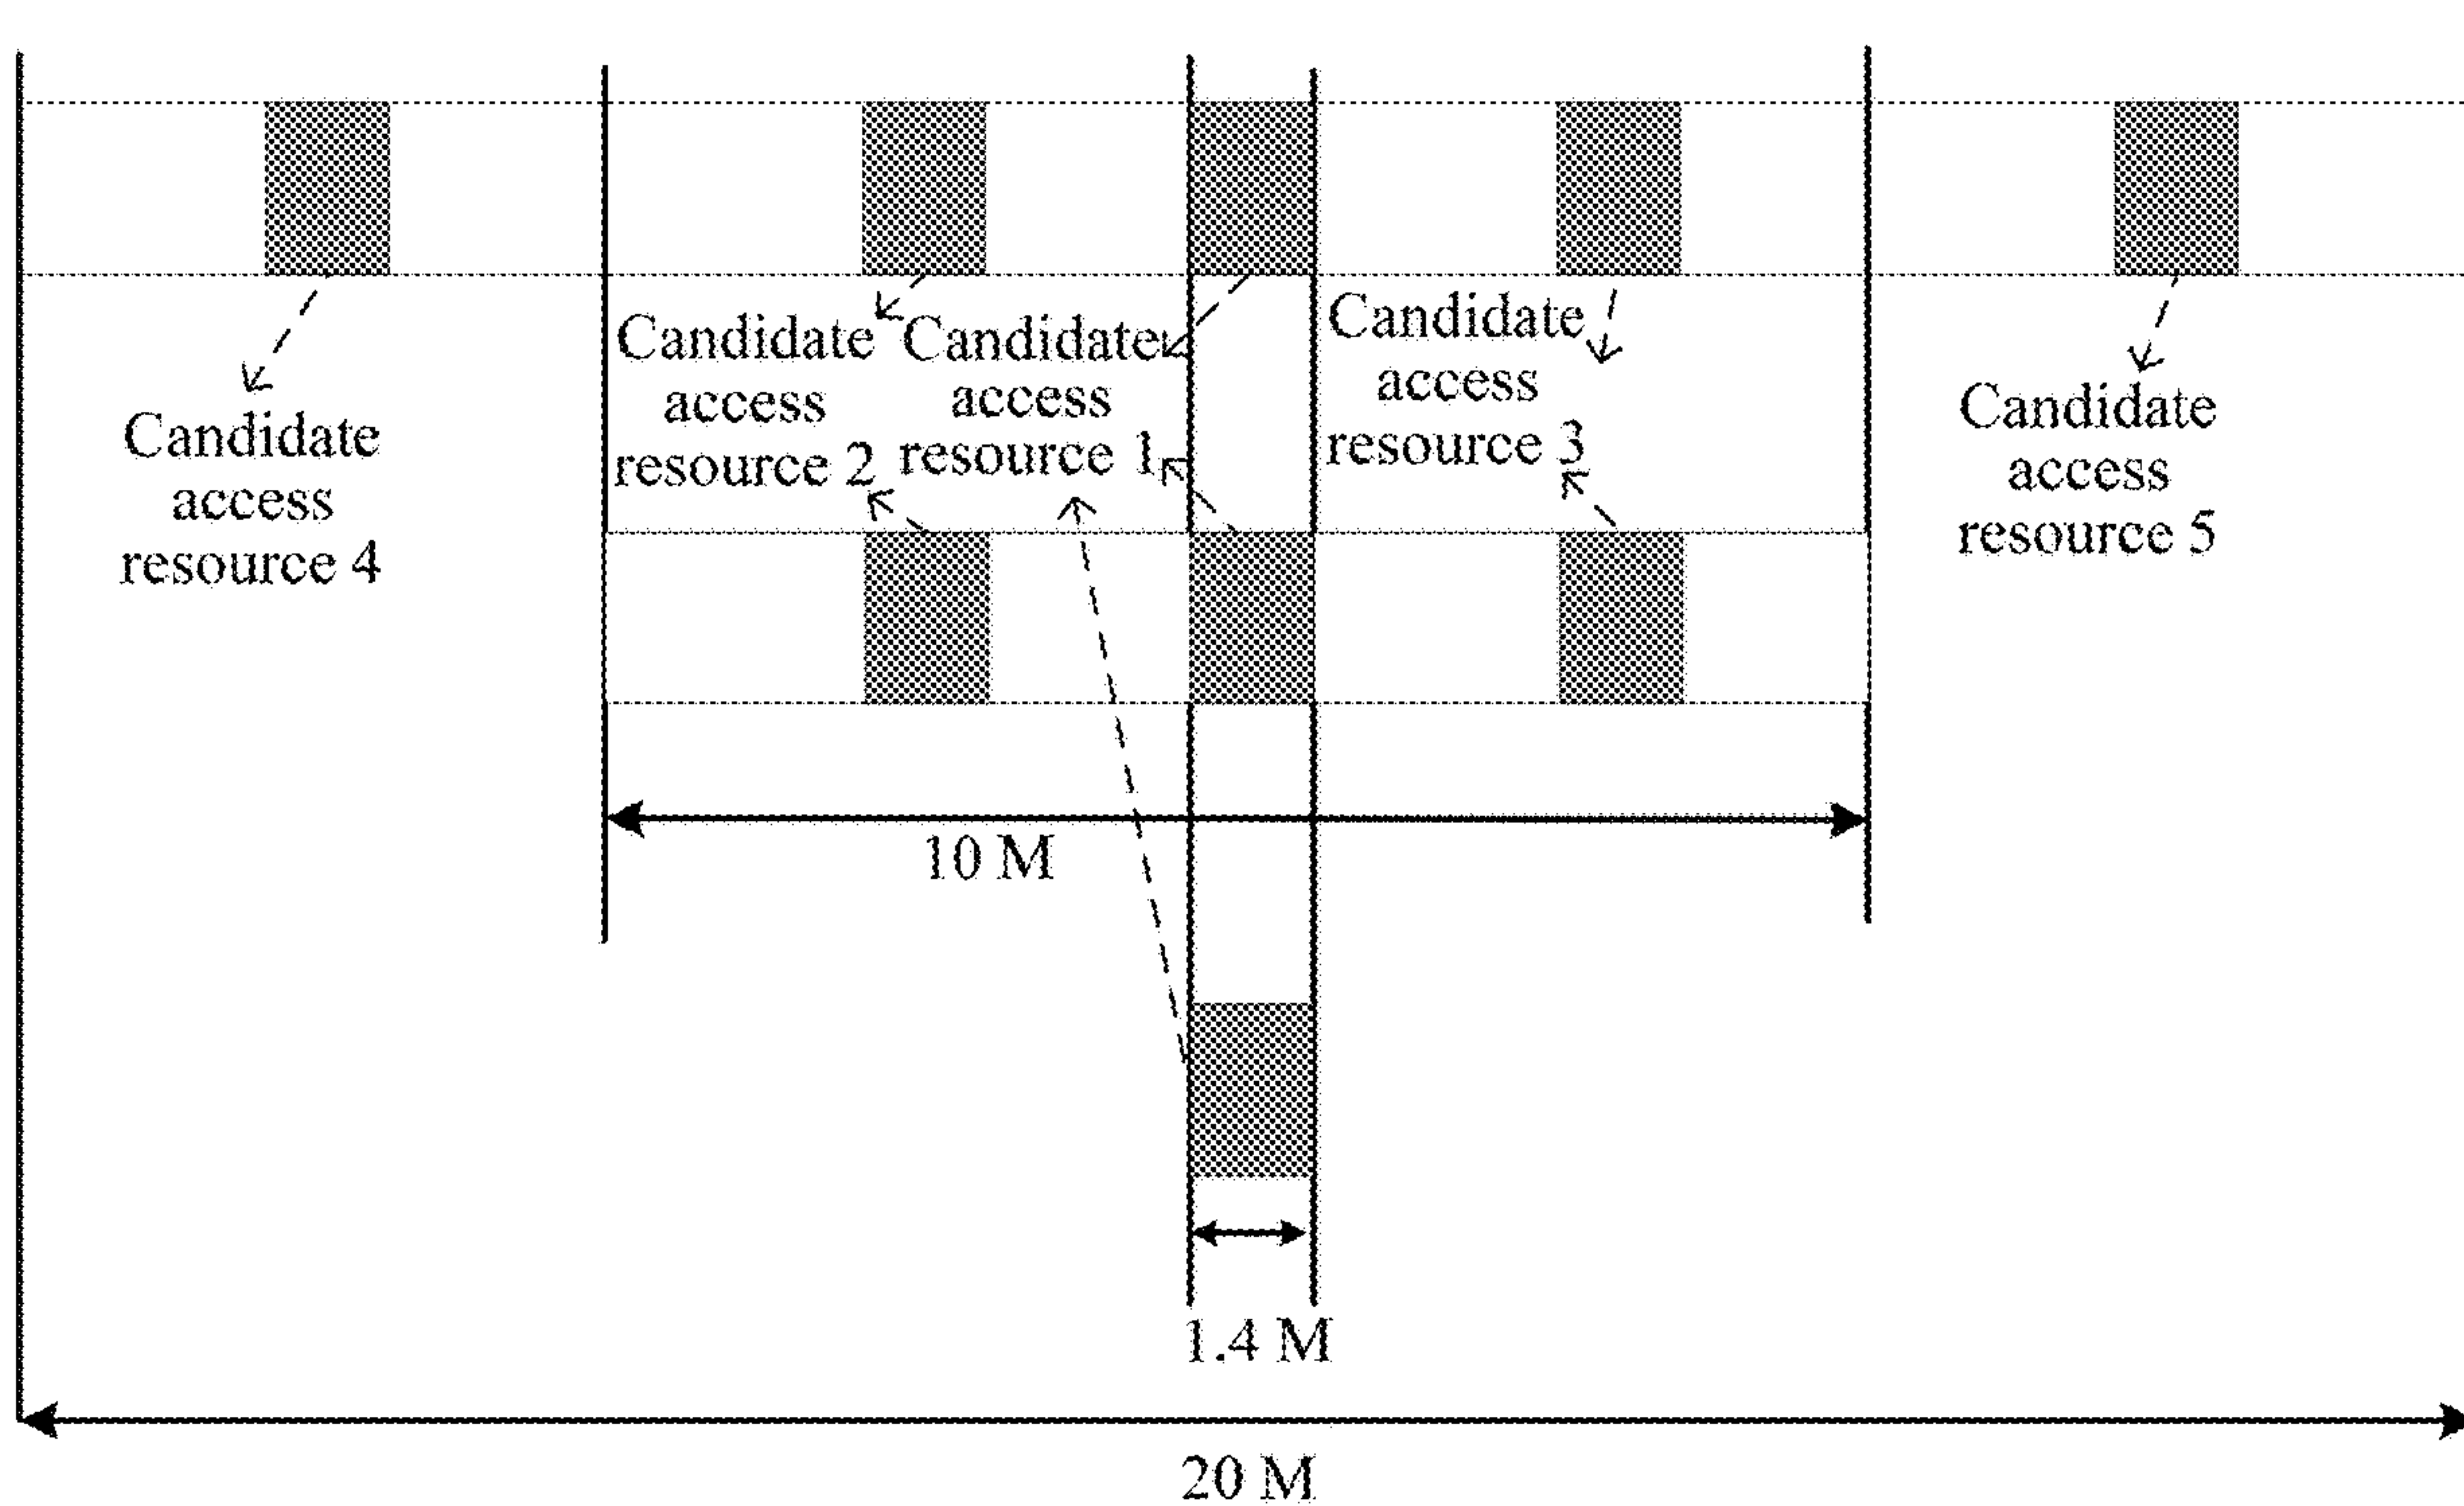 Candidate
access
resource 4
Candidate
access
resource 2
Candidate
access
resource 1
Candidate
access
resource 3
Candidate
access
resource 5
10 M
1.4 M
20 M